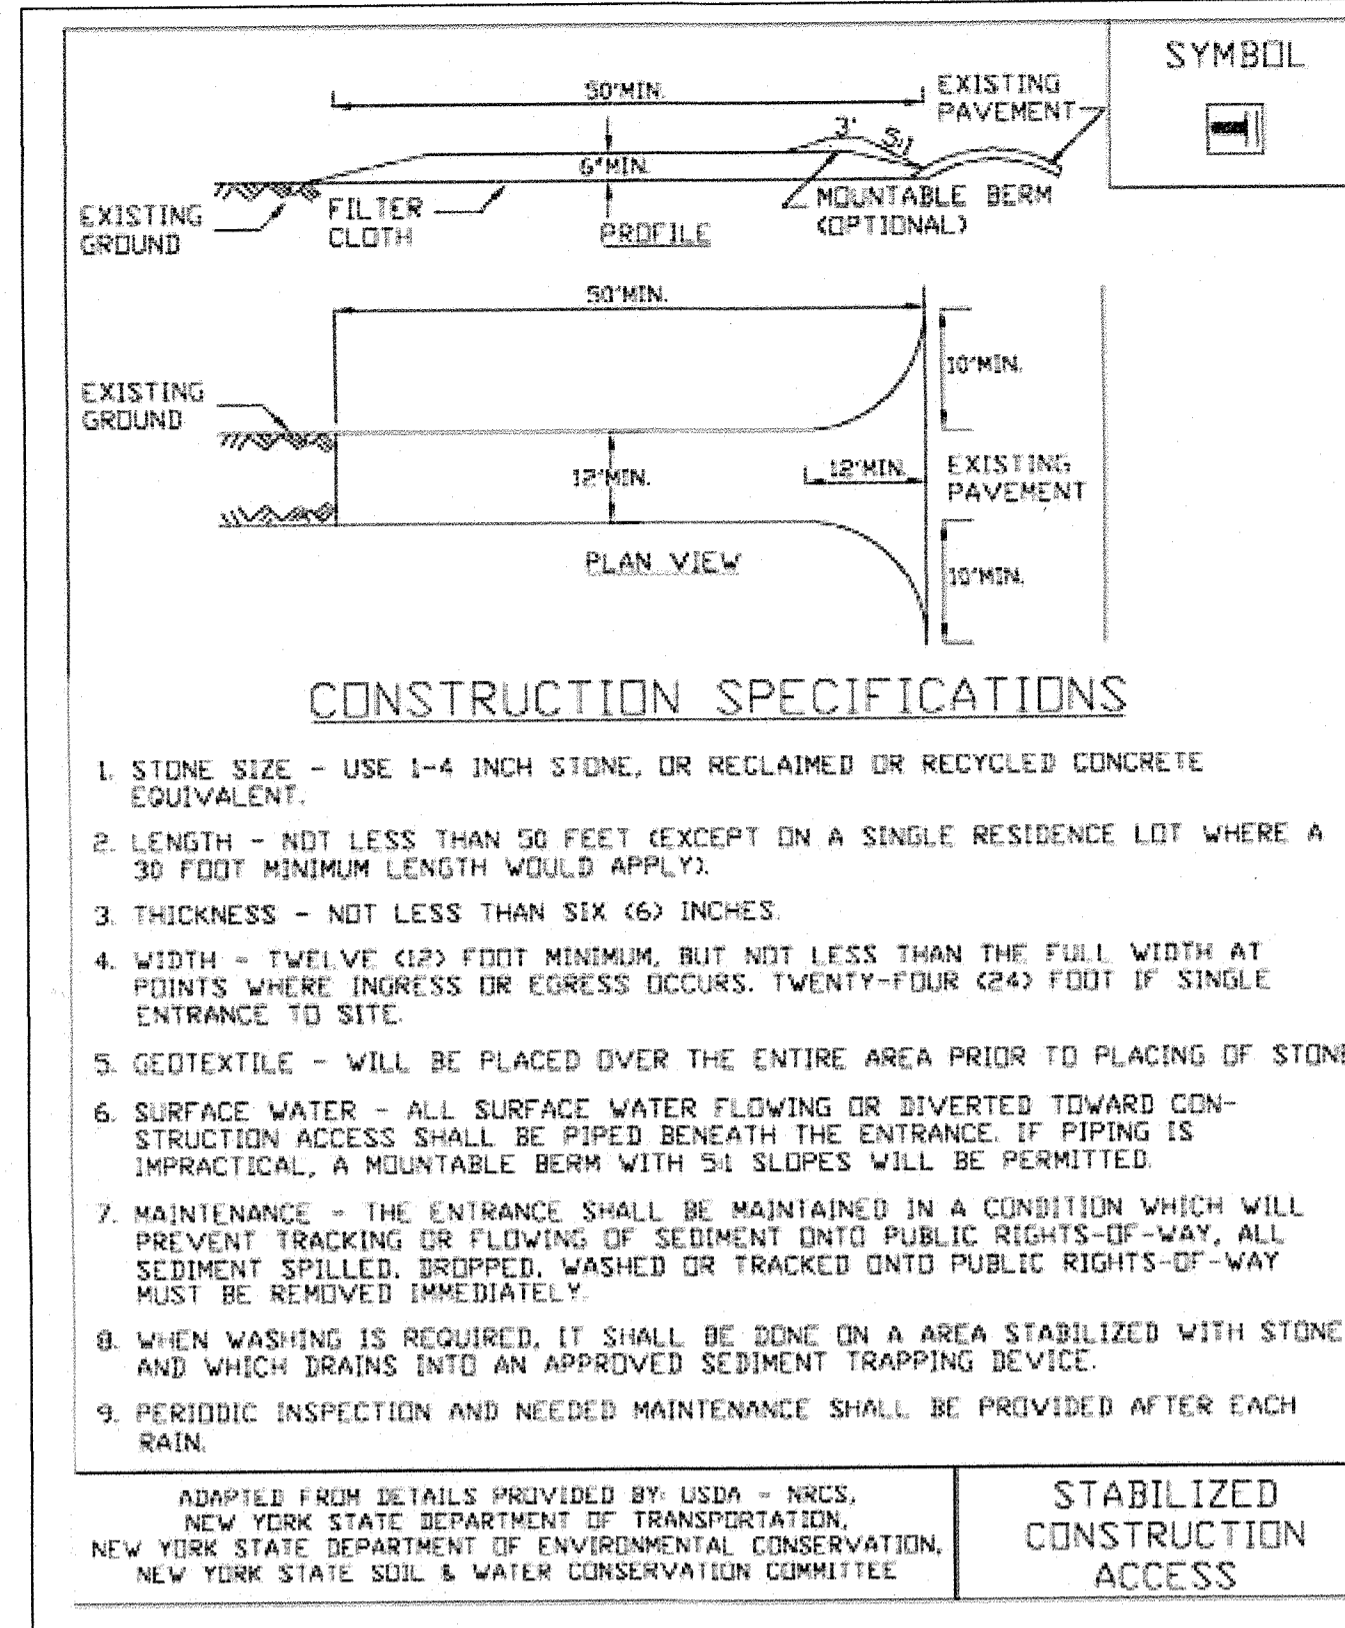 SYMBOL
50'MIN.
EXISTING
PAVEMENT
3'
5:1
6"MIN.
EXISTING
GROUND
FILTER
CLOTH
PROFILE
MOUNTABLE BERM
(OPTIONAL)
50'MIN.
10'MIN.
EXISTING
GROUND
12'MIN.
12'MIN.
EXISTING
PAVEMENT
PLAN VIEW
10'MIN.
CONSTRUCTION SPECIFICATIONS
1. STONE SIZE - USE 1-4 INCH STONE, OR RECLAIMED OR RECYCLED CONCRETE
EQUIVALENT.
2. LENGTH - NOT LESS THAN 50 FEET (EXCEPT ON A SINGLE RESIDENCE LOT WHERE A
30 FOOT MINIMUM LENGTH WOULD APPLY).
3. THICKNESS - NOT LESS THAN SIX (6) INCHES.
4. WIDTH - TWELVE (12) FOOT MINIMUM, BUT NOT LESS THAN THE FULL WIDTH AT
POINTS WHERE INGRESS OR EGRESS OCCURS. TWENTY-FOUR (24) FOOT IF SINGLE
ENTRANCE TO SITE.
5. GEOTEXTILE - WILL BE PLACED OVER THE ENTIRE AREA PRIOR TO PLACING OF STONE
6. SURFACE WATER - ALL SURFACE WATER FLOWING OR DIVERTED TOWARD CON-
STRUCTION ACCESS SHALL BE PIPED BENEATH THE ENTRANCE. IF PIPING IS
IMPRACTICAL, A MOUNTABLE BERM WITH 5:1 SLOPES WILL BE PERMITTED.
7. MAINTENANCE - THE ENTRANCE SHALL BE MAINTAINED IN A CONDITION WHICH WILL
PREVENT TRACKING OR FLOWING OF SEDIMENT ONTO PUBLIC RIGHTS-OF-WAY, ALL
SEDIMENT SPILLED, DROPPED, WASHED OR TRACKED ONTO PUBLIC RIGHTS-OF-WAY
MUST BE REMOVED IMMEDIATELY.
8. WHEN WASHING IS REQUIRED, IT SHALL BE DONE ON A AREA STABILIZED WITH STONE
AND WHICH DRAINS INTO AN APPROVED SEDIMENT TRAPPING DEVICE.
9. PERIODIC INSPECTION AND NEEDED MAINTENANCE SHALL BE PROVIDED AFTER EACH
RAIN.
ADAPTED FROM DETAILS PROVIDED BY: USDA - NRCS,
NEW YORK STATE DEPARTMENT OF TRANSPORTATION,
NEW YORK STATE DEPARTMENT OF ENVIRONMENTAL CONSERVATION,
NEW YORK STATE SOIL & WATER CONSERVATION COMMITTEE
STABILIZED
CONSTRUCTION
ACCESS